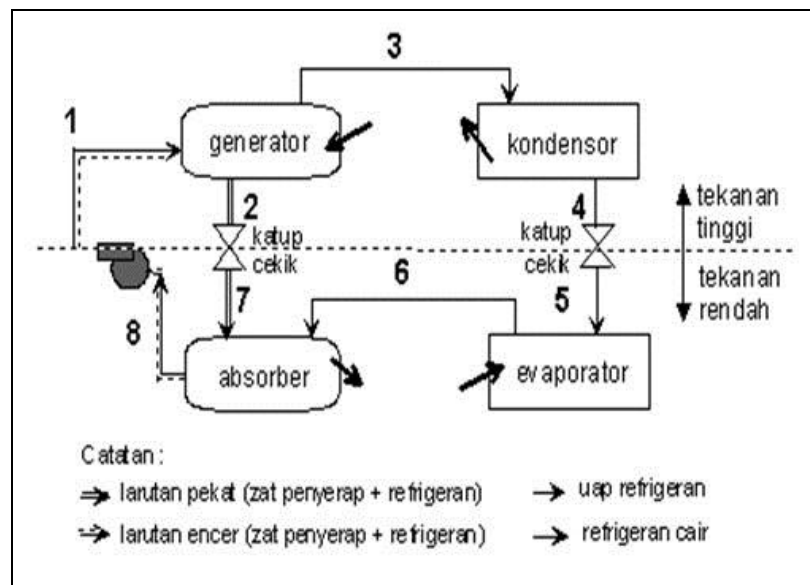 3
1
generator
kondensor
2
4
katup
cekik
katup
cekik
tekanan
tinggi
tekanan
rendah
7
6
5
8
absorber
evaporator
Catatan :
larutan pekat (zat penyerap + refrigeran)
uap refrigeran
larutan encer (zat penyerap + refrigeran)
refrigeran cair